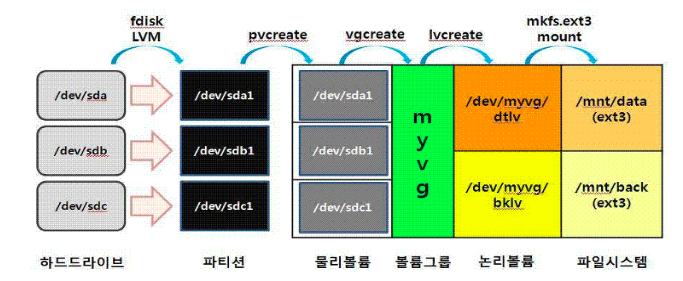 fdisk
LVM
pvcreate
vgcreate
lvcreate
mkfs.ext3
mount
/dev/sda
/dev/sda1
/dev/sda1
/dev/sdb
/dev/sdb1
/dev/sdb1
/dev/sdc
/dev/sdc1
/dev/sdc1
myvg
/dev/myvg/
dtlv
/mnt/data
(ext3)
/dev/myvg/
bklv
/mnt/back
(ext3)
하드드라이브
파티션
물리볼륨
볼륨그룹
논리볼륨
파일시스템